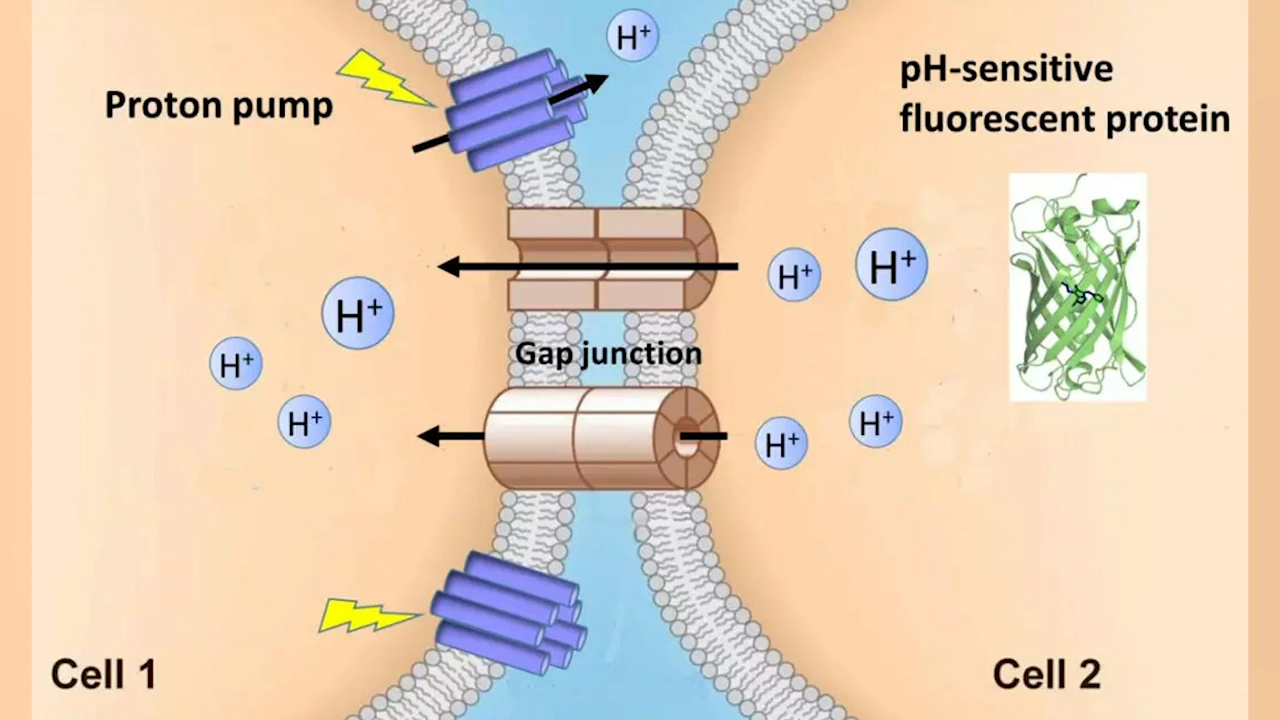 H⁺
pH-sensitive
fluorescent protein
Proton pump
H⁺
H⁺
H⁺
Gap junction
H⁺
H⁺
H⁺
H⁺
Cell 1
Cell 2